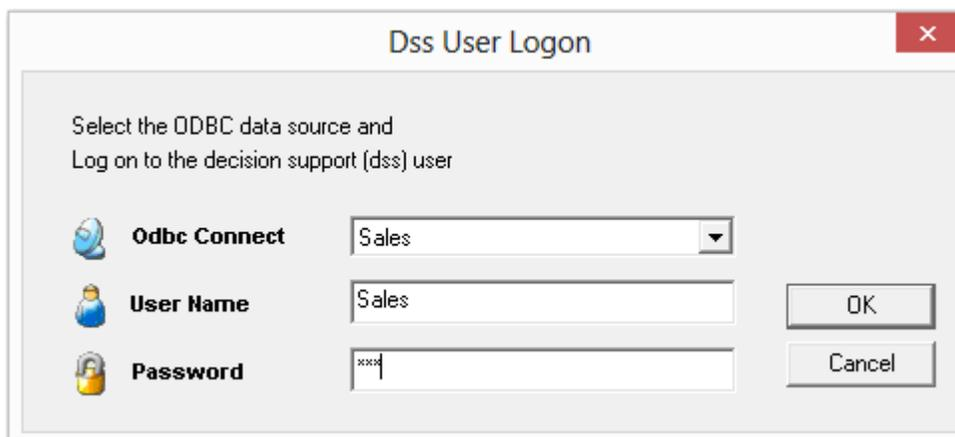 Dss User Logon
Select the ODBC data source and
Log on to the decision support (dss) user
Odbc Connect
Sales
User Name
Sales
OK
Password
***
Cancel